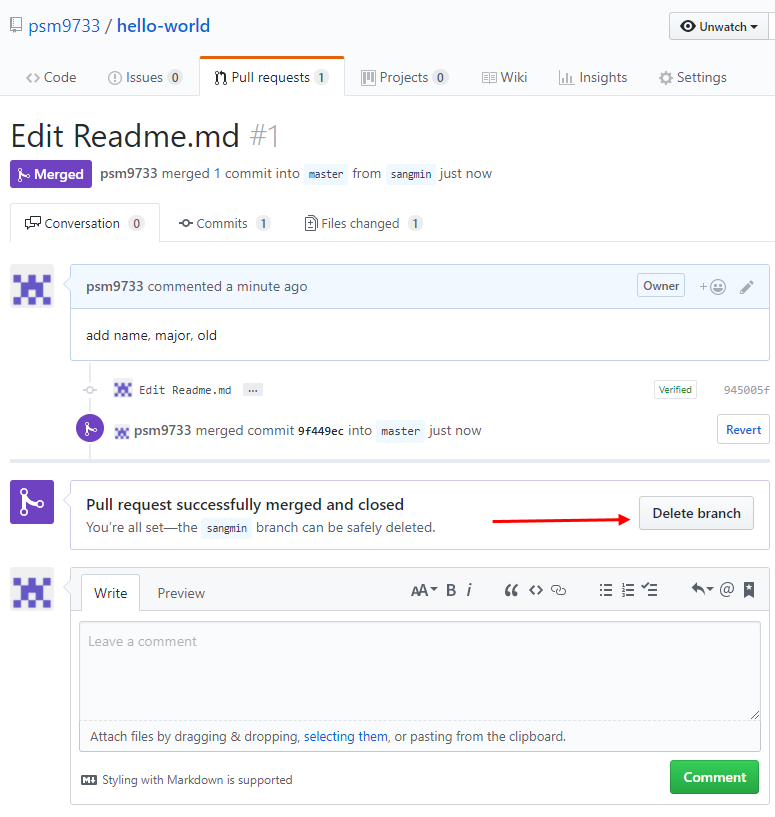 psm9733 / hello-world
Unwatch
Code Issues 0 Pull requests 1 Projects 0 Wiki Insights Settings
Edit Readme.md #1
Merged psm9733 merged 1 commit into master from sangmin just now
Conversation 0 Commits 1 Files changed 1
psm9733 commented a minute ago Owner +
add name, major, old
Edit Readme.md … Verified 945005f
psm9733 merged commit 9f449ec into master just now Revert
Pull request successfully merged and closed
You’re all set—the sangmin branch can be safely deleted.
Delete branch
Write Preview AA B i “ <> @
Leave a comment
Attach files by dragging & dropping, selecting them, or pasting from the clipboard.
Styling with Markdown is supported
Comment